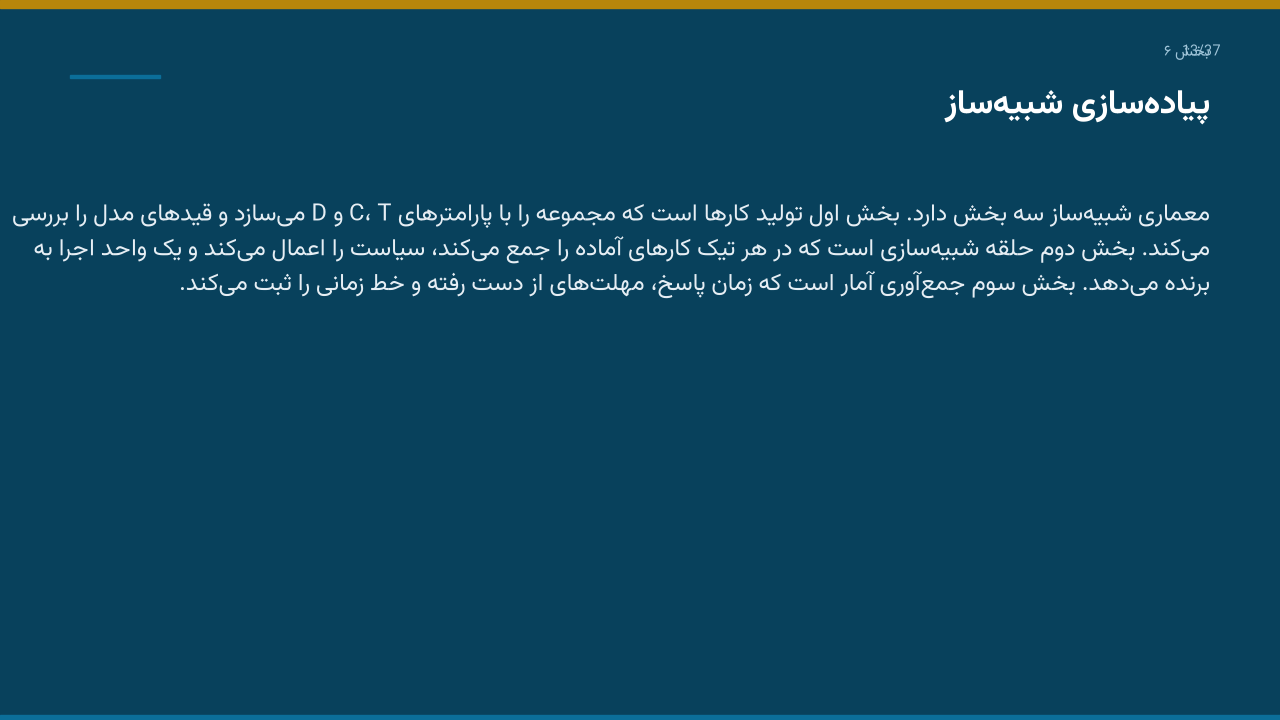 بخش ۶
13/37
پیاده‌سازی شبیه‌ساز
معماری شبیه‌ساز سه بخش دارد. بخش اول تولید کارها است که مجموعه را با پارامترهای C، T و D می‌سازد و قیدهای مدل را بررسی
می‌کند. بخش دوم حلقه شبیه‌سازی است که در هر تیک کارهای آماده را جمع می‌کند، سیاست را اعمال می‌کند و یک واحد اجرا به
برنده می‌دهد. بخش سوم جمع‌آوری آمار است که زمان پاسخ، مهلت‌های از دست رفته و خط زمانی را ثبت می‌کند.